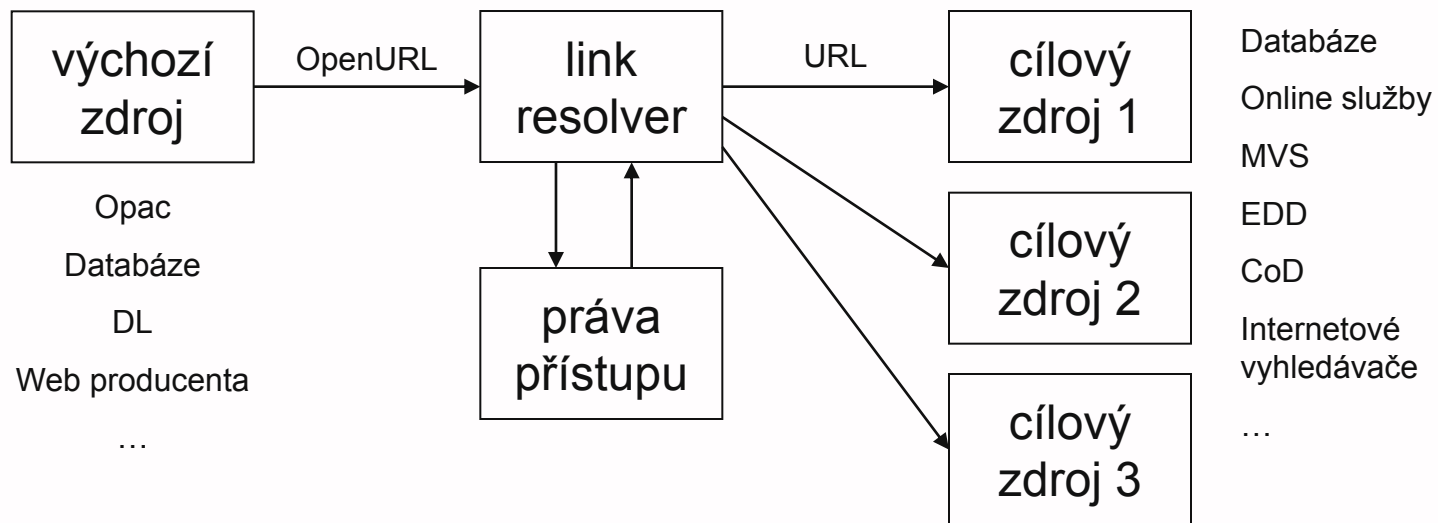 výchozí
zdroj
OpenURL
link
resolver
URL
cílový
zdroj 1
Opac
Databáze
DL
Web producenta
…
práva
přístupu
cílový
zdroj 2
cílový
zdroj 3
Databáze
Online služby
MVS
EDD
CoD
Internetové
vyhledávače
…